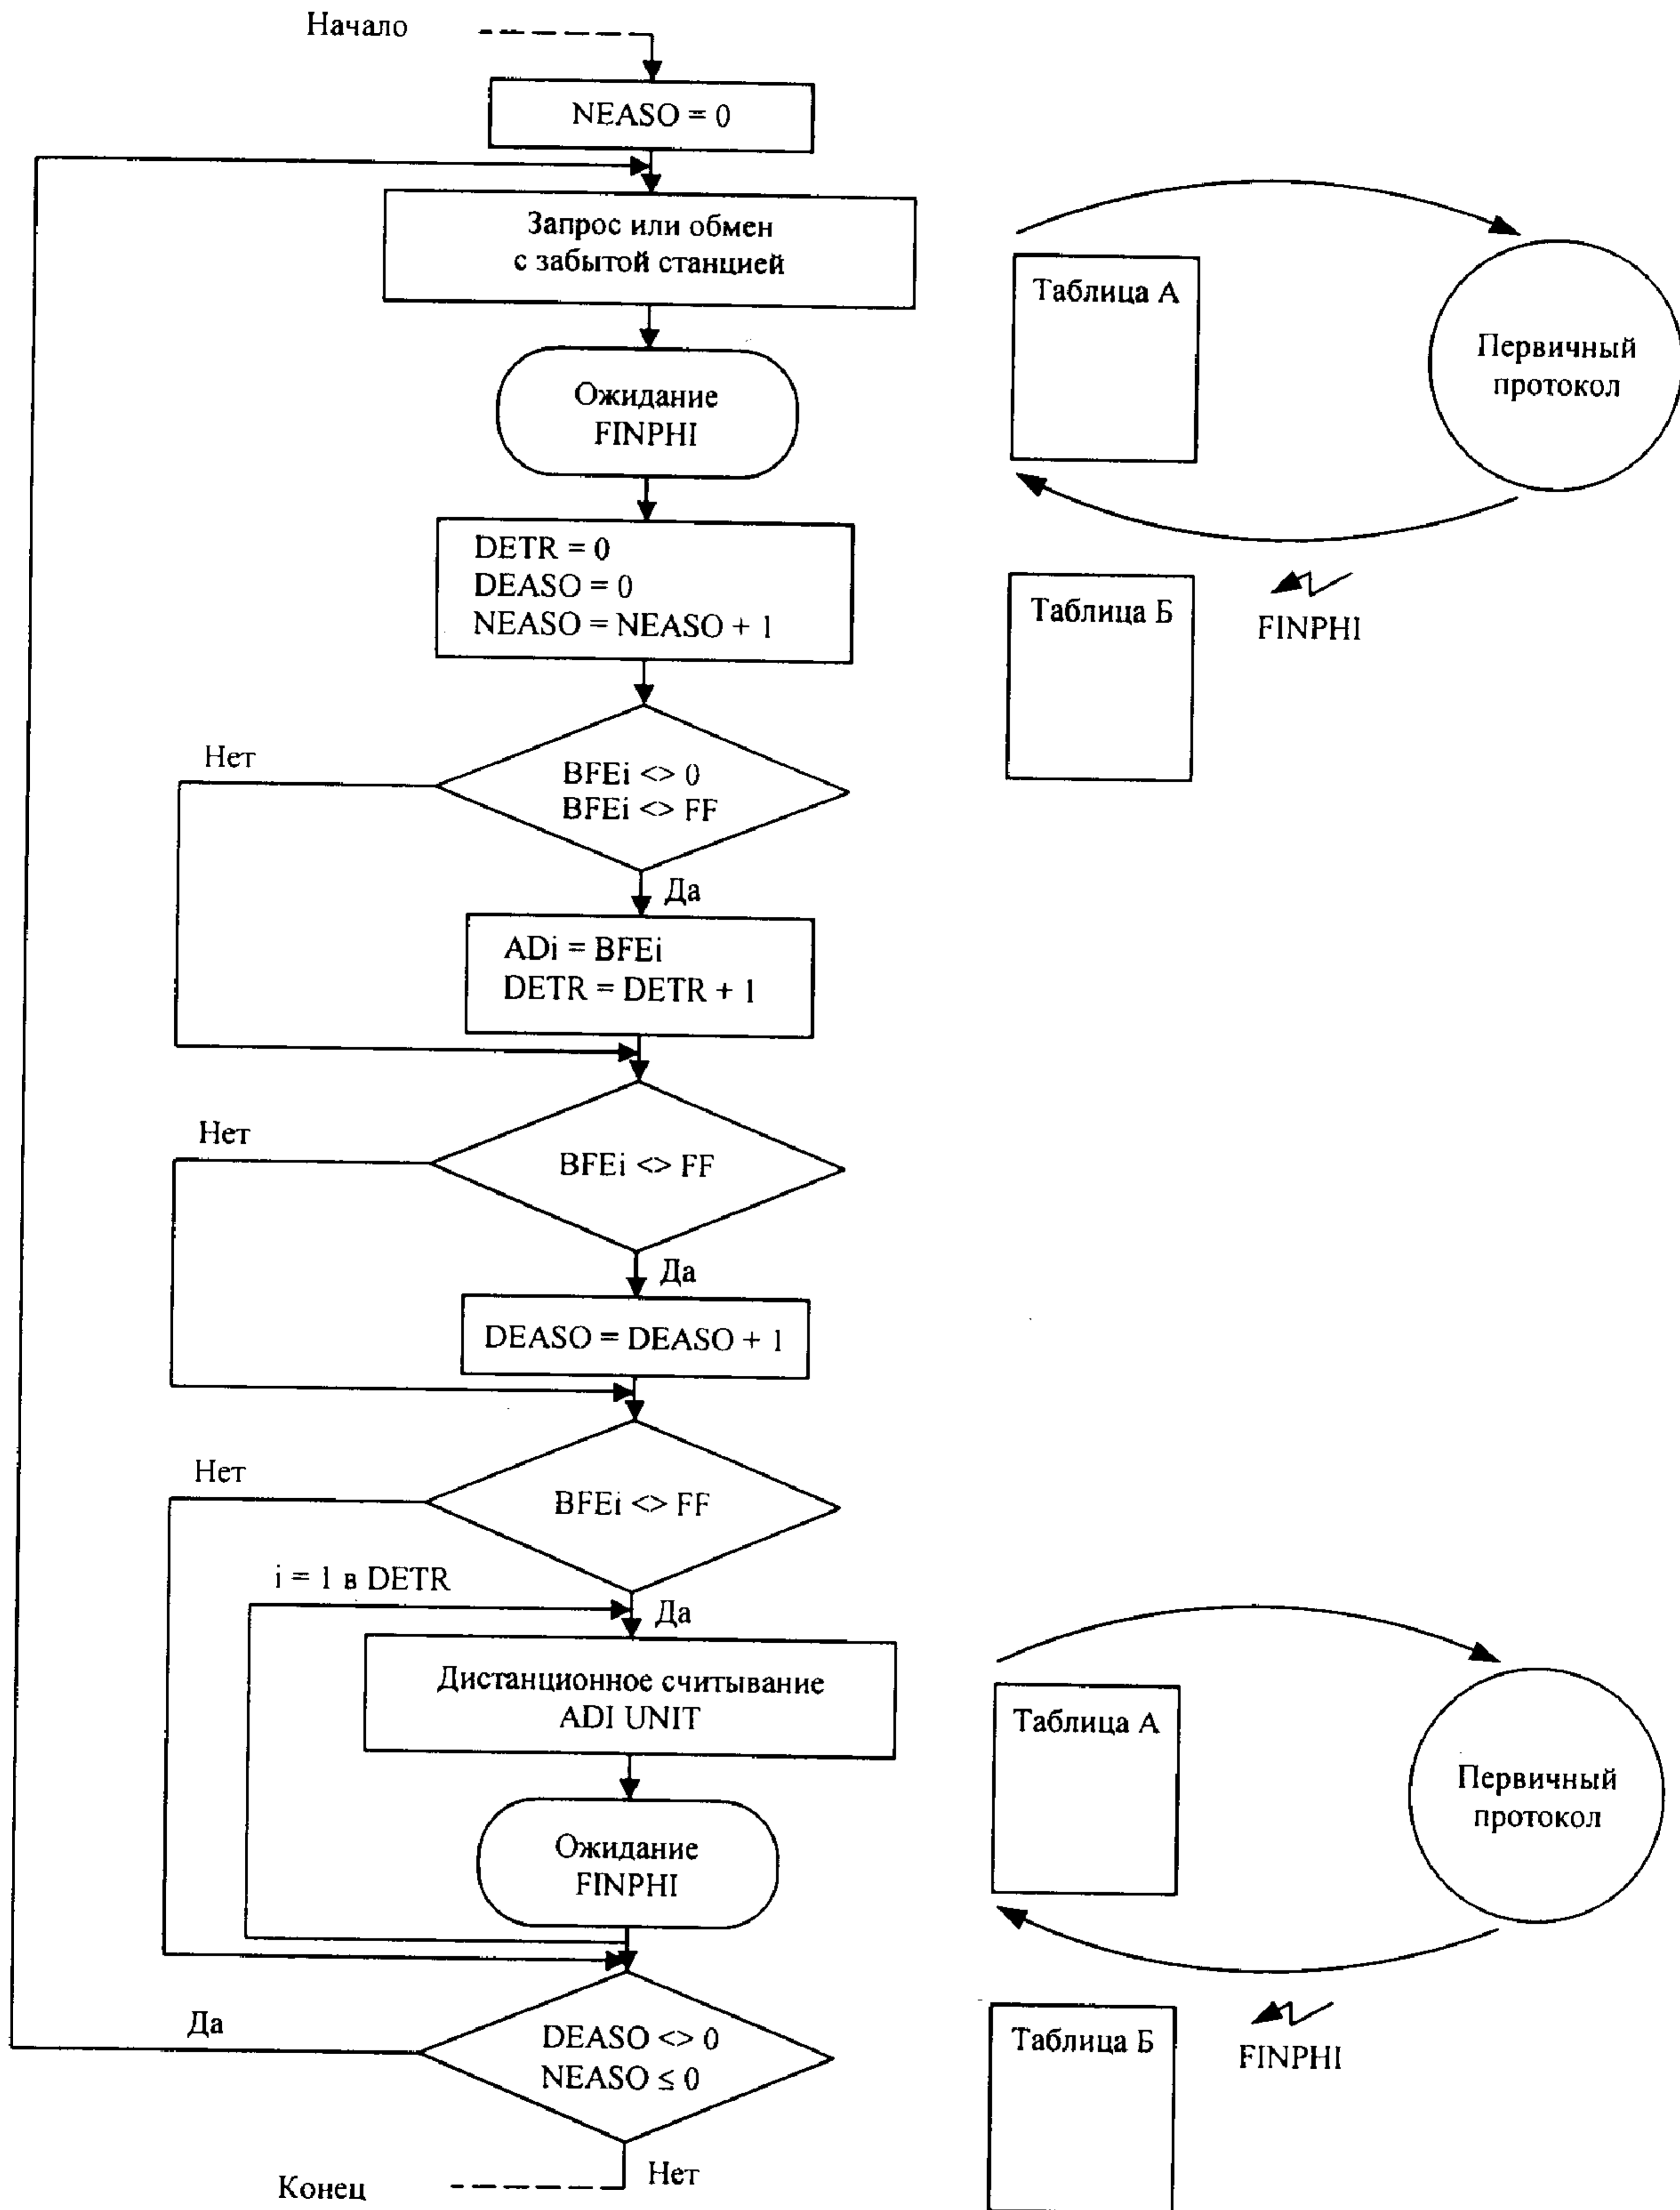 Начало
NEASO = 0
Запрос или обмен
с забытой станцией
Таблица А
Первичный
протокол
Ожидание
FINPHI
DETR = 0
DEASO = 0
NEASO = NEASO + 1
Таблица Б
FINPHI
Нет
BFEi <> 0
BFEi <> FF
Да
ADi = BFEi
DETR = DETR + 1
Нет
BFEi <> FF
Да
DEASO = DEASO + 1
Нет
BFEi <> FF
i = 1 в DETR
Да
Дистанционное считывание
ADI UNIT
Таблица А
Первичный
протокол
Ожидание
FINPHI
Да
DEASO <> 0
NEASO ≤ 0
Таблица Б
FINPHI
Нет
Конец